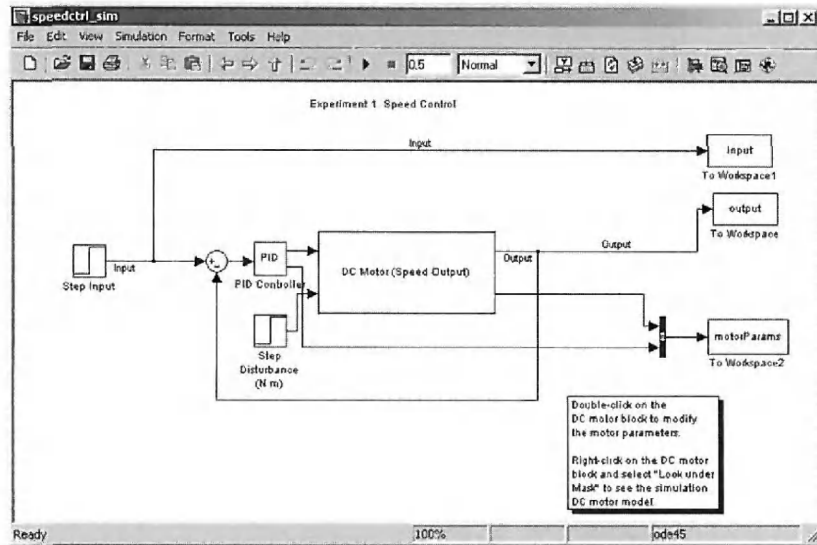 speedctrl_sim
File Edit View Simulation Format Tools Help
0.5 Normal
Experiment 1 Speed Control
Input
input
To Workspace1
output
To Workspace
Output
Step Input
Input
+
-
PID
PID Controller
DC Motor (Speed Output)
Output
Step
Disturbance
(N m)
motorParams
To Workspace2
Double-click on the
DC motor block to modify
the motor parameters.
Right-click on the DC motor
block and select "Look under
Mask" to see the simulation
DC motor model.
Ready 100% ode45